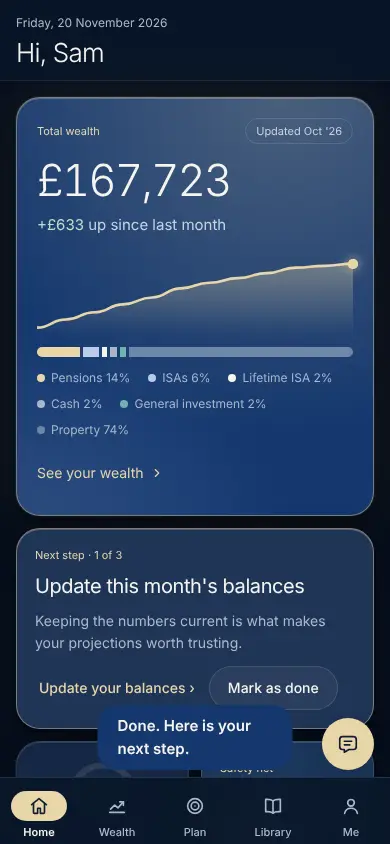 Friday, 20 November 2026
Hi, Sam
Total wealth
Updated Oct '26
£167,723
+£633 up since last month
Pensions 14%
ISAs 6%
Lifetime ISA 2%
Cash 2%
General investment 2%
Property 74%
See your wealth ›
Next step · 1 of 3
Update this month's balances
Keeping the numbers current is what makes
your projections worth trusting.
Update your balances ›
Mark as done
Done. Here is your
next step.
Safety net
Home
Wealth
Plan
Library
Me